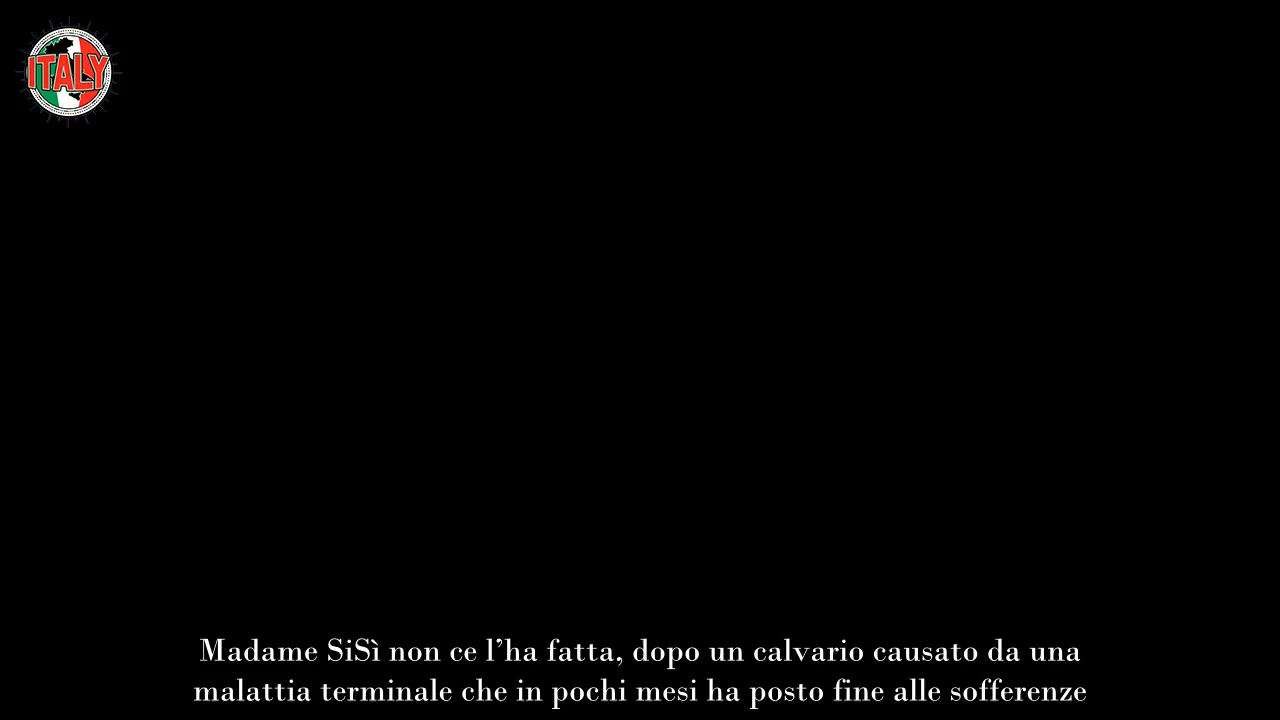 ITALY
Madame SiSì non ce l’ha fatta, dopo un calvario causato da una
malattia terminale che in pochi mesi ha posto fine alle sofferenze